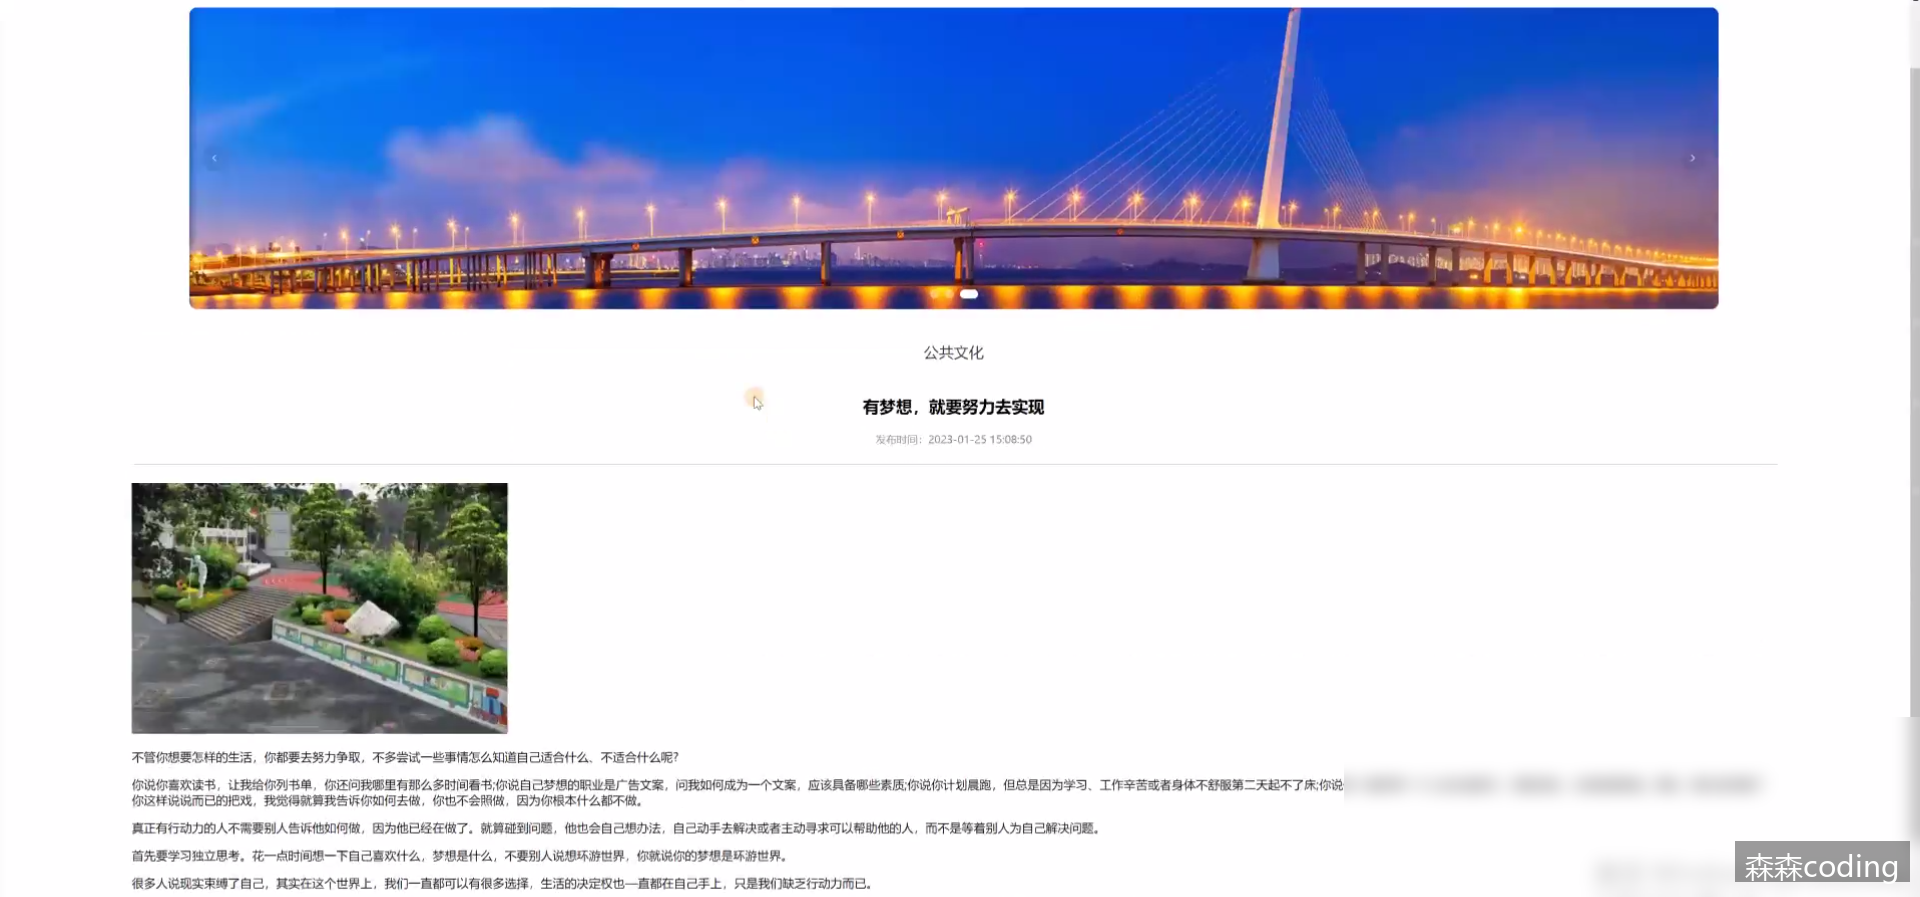 公共文化
有梦想，就要努力去实现
发布时间：2023-01-25 15:08:50
不管你想要怎样的生活，你都要去努力争取，不多尝试一些事情怎么知道自己适合什么、不适合什么呢?
你说你喜欢读书，让我给你列书单，你还问我哪里有那么多时间看书;你说自己梦想的职业是广告文案，问我如何成为一个文案，应该具备哪些素质;你说你计划晨跑，但总是因为学习、工作辛苦或者身体不舒服第二天起不了床;你说
你这样说说而已的把戏，我觉得就算我告诉你如何去做，你也不会照做，因为你根本什么都不做。
真正有行动力的人不需要别人告诉他如何做，因为他已经在做了。就算碰到问题，他也会自己想办法，自己动手去解决或者主动寻求可以帮助他的人，而不是等着别人为自己解决问题。
首先要学习独立思考。花一点时间想一下自己喜欢什么，梦想是什么，不要别人说想环游世界，你就说你的梦想是环游世界。
很多人说现实束缚了自己，其实在这个世界上，我们一直都可以有很多选择，生活的决定权也—直都在自己手上，只是我们缺乏行动力而已。
森森coding